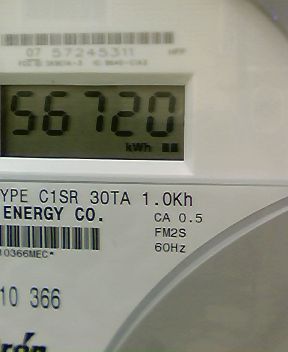 07 57245311
56720
kWh
YPE C1SR 30TA 1.0Kh
ENERGY CO.
CA 0.5
FM2S
60Hz
10366MEC*
10 366
rón